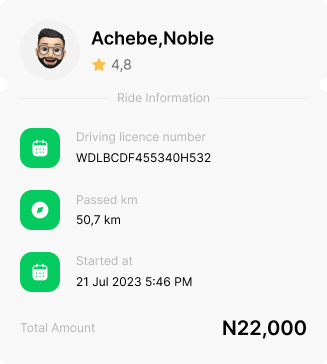 Achebe,Noble
4,8
Ride Information
Driving licence number
WDLBCDF455340H532
Passed km
50,7 km
Started at
21 Jul 2023 5:46 PM
Total Amount
N22,000